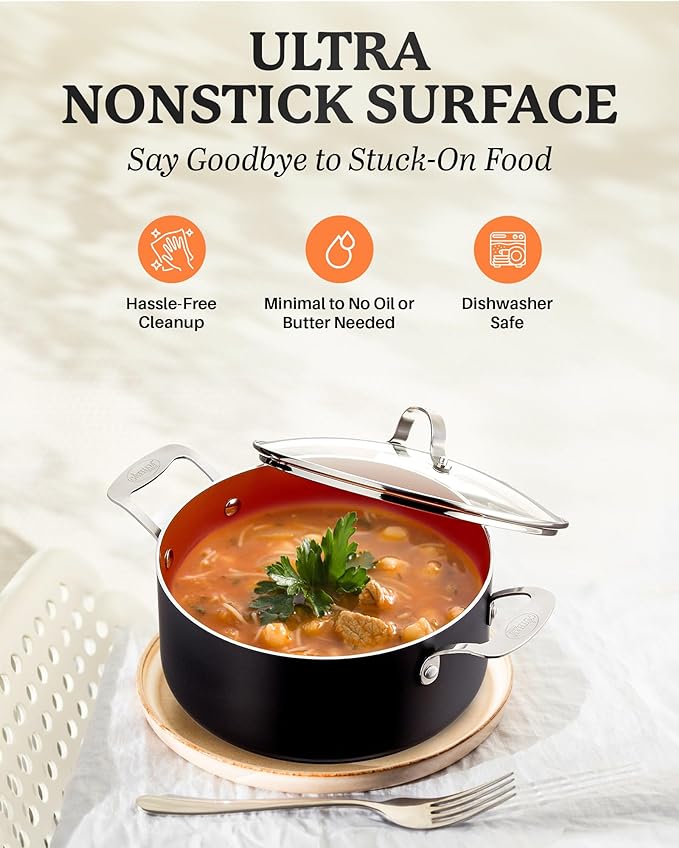 ULTRA
NONSTICK SURFACE
Say Goodbye to Stuck-On Food
Hassle-Free
Cleanup
Minimal to No Oil or
Butter Needed
Dishwasher
Safe